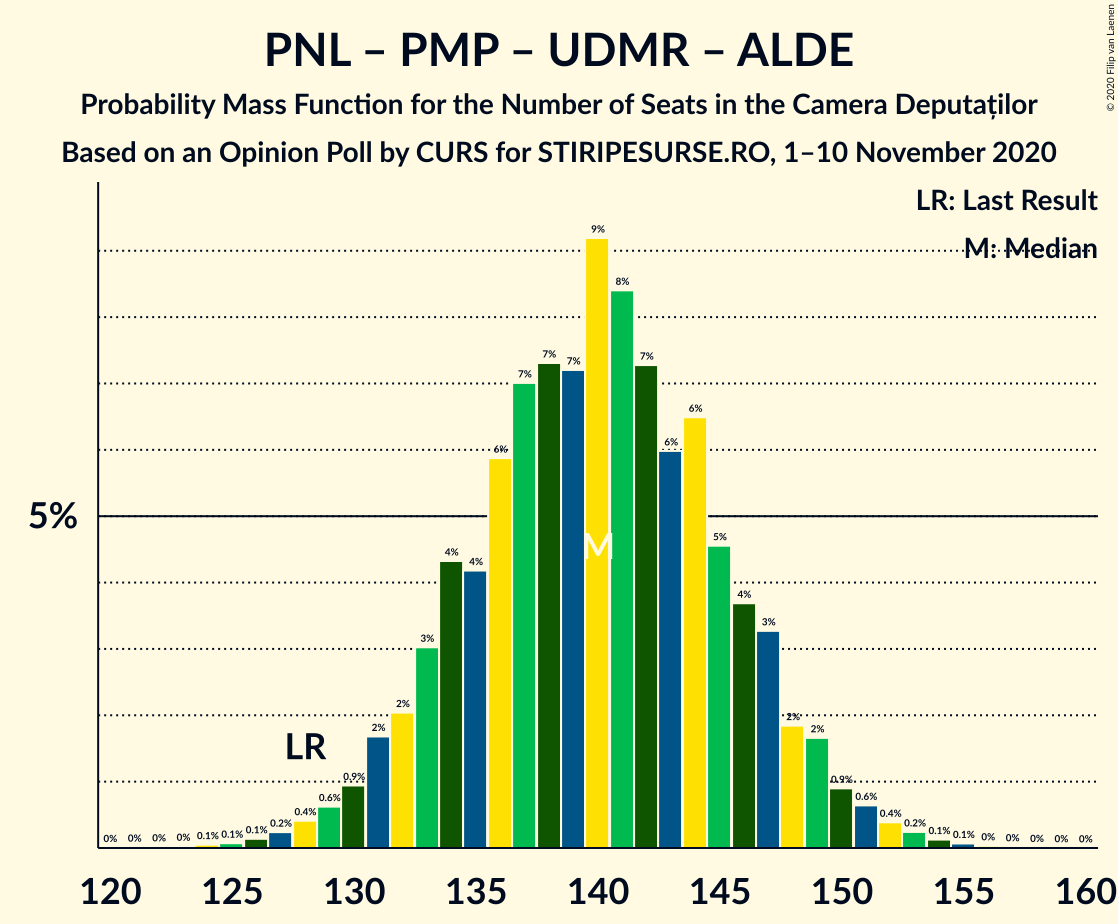 PNL – PMP – UDMR – ALDE
Probability Mass Function for the Number of Seats in the Camera Deputaților
Based on an Opinion Poll by CURS for STIRIPESURSE.RO, 1–10 November 2020
© 2020 Filip van Laenen
LR: Last Result
M: Median
5%
0% 0% 0% 0% 0.1% 0.1% 0.1% 0.2% 0.4% 0.6% 0.9% 2% 2% 3% 4% 4% 6% 7% 7% 7% 9% 8% 7% 6% 6% 5% 4% 3% 2% 2% 0.9% 0.6% 0.4% 0.2% 0.1% 0.1% 0% 0% 0% 0% 0%
LR
M
120 125 130 135 140 145 150 155 160